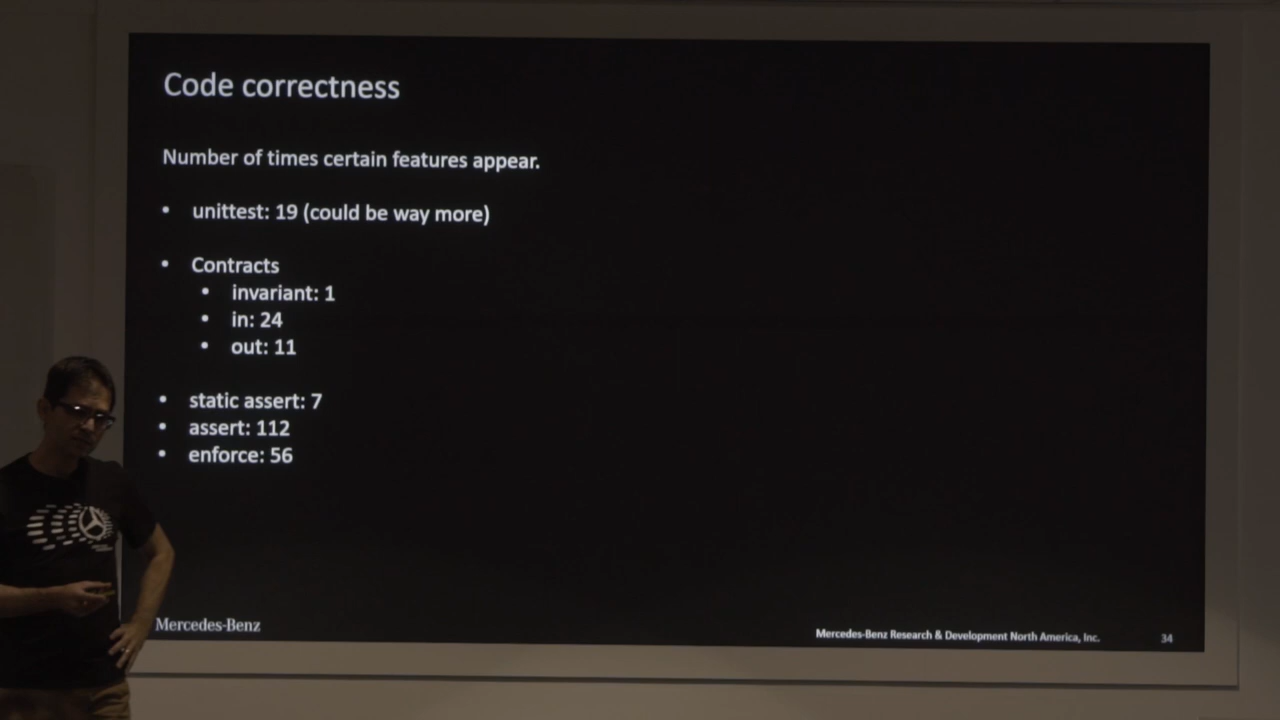 Code correctness
Number of times certain features appear.
• unittest: 19 (could be way more)
• Contracts
• invariant: 1
• in: 24
• out: 11
• static assert: 7
• assert: 112
• enforce: 56
Mercedes-Benz
Mercedes-Benz Research & Development North America, Inc.
34